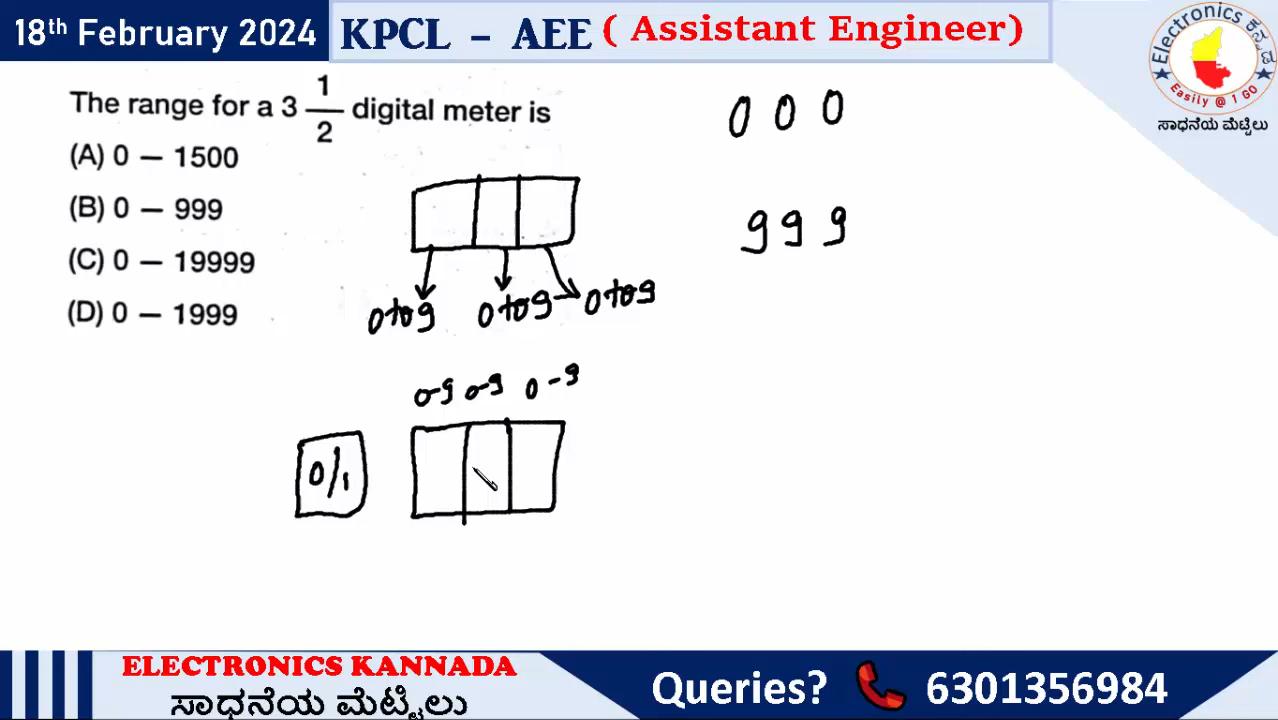 18th February 2024
KPCL - AEE ( Assistant Engineer)
Electronics ಕನ್ನಡ
Easily @ 1 GO
ಸಾಧನೆಯ ಮೆಟ್ಟಿಲು
The range for a 3 1/2 digital meter is
(A) 0 – 1500
(B) 0 – 999
(C) 0 – 19999
(D) 0 – 1999
0 0 0
9 9 9
0 to 9 0 to 9 0 to 9
0-9 0-9 0-9
0/1
ELECTRONICS KANNADA
ಸಾಧನೆಯ ಮೆಟ್ಟಿಲು
Queries? 6301356984